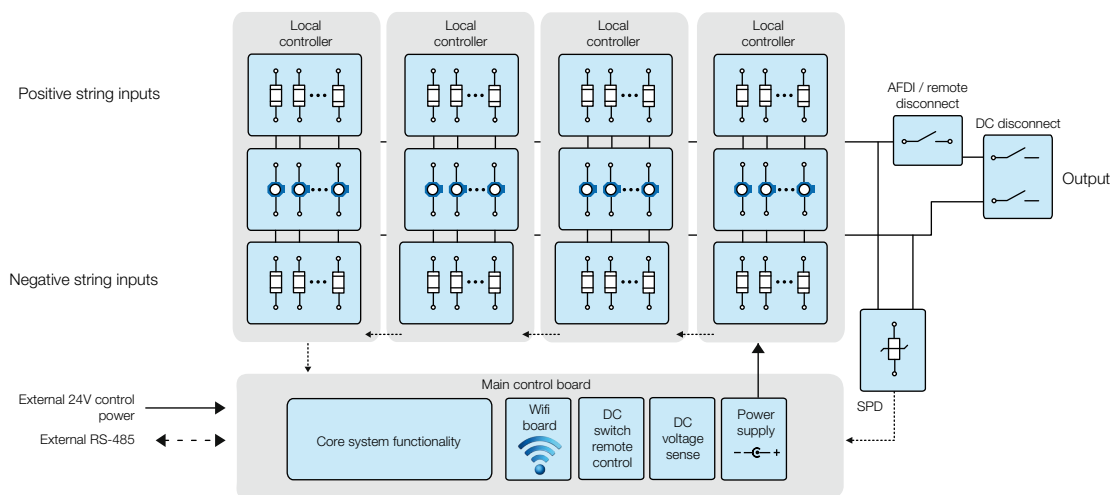 Local
controller
Local
controller
Local
controller
Local
controller
Positive string inputs
AFDI / remote
disconnect
DC disconnect
Output
Negative string inputs
SPD
Main control board
External 24V control
power
External RS-485
Core system functionality
Wifi
board
DC
switch
remote
control
DC
voltage
sense
Power
supply